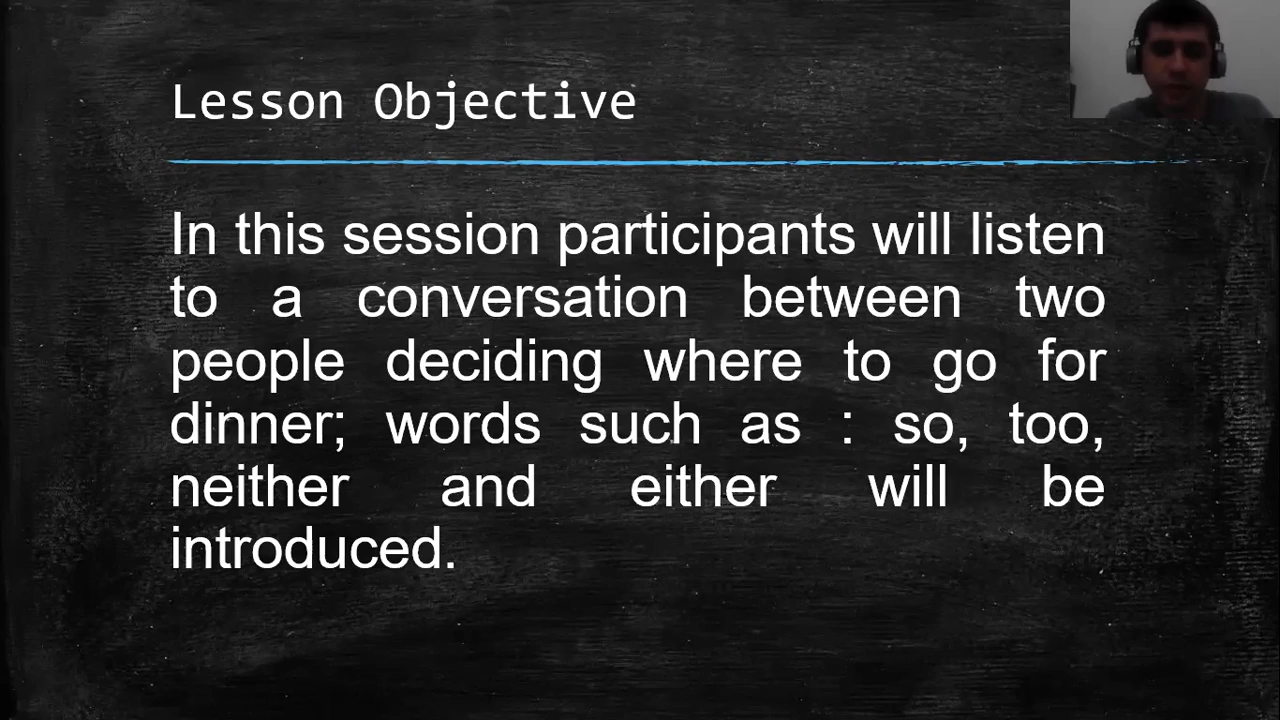 Lesson Objective
In this session participants will listen
to a conversation between two
people deciding where to go for
dinner; words such as : so, too,
neither and either will be
introduced.